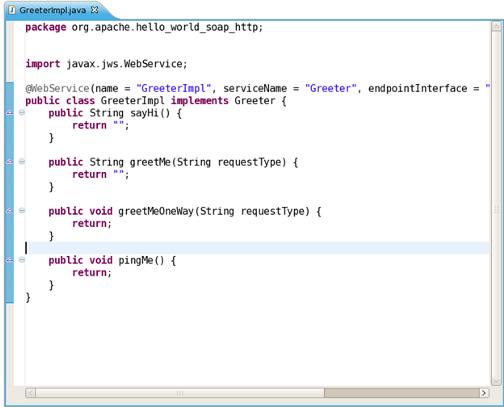 GreeterImpl.java
package org.apache.hello_world_soap_http;
import javax.jws.WebService;
@WebService(name = "GreeterImpl", serviceName = "Greeter", endpointInterface = "
public class GreeterImpl implements Greeter {
public String sayHi() {
return "";
}
public String greetMe(String requestType) {
return "";
}
public void greetMeOneWay(String requestType) {
return;
}
public void pingMe() {
return;
}
}